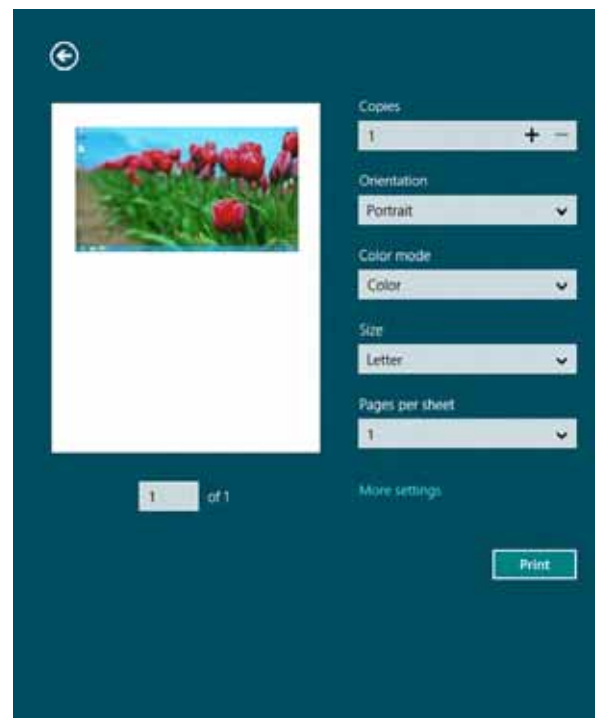 Copies
1
Orientation
Portrait
Color mode
Color
Size
Letter
Pages per sheet
1
More settings
1 of 1
Print